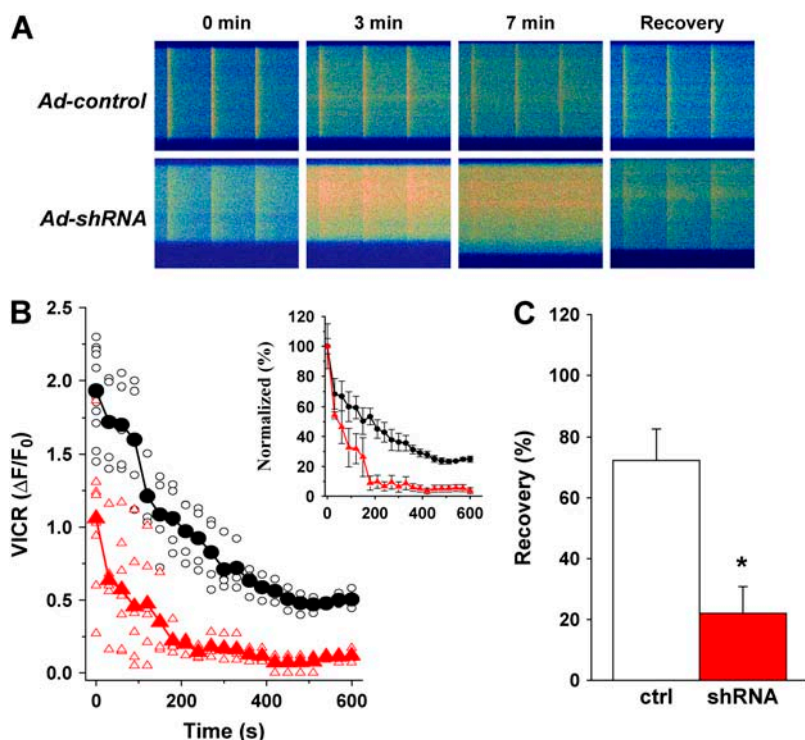 A
0 min 3 min 7 min Recovery
Ad-control
Ad-shRNA
B
VICR (ΔF/F0)
2.5
2.0
1.5
1.0
0.5
0.0
0 200 400 600
Time (s)
Normalized (%)
120
100
80
60
40
20
0
0 200 400 600
C
Recovery (%)
120
100
80
60
40
20
0
*
ctrl shRNA